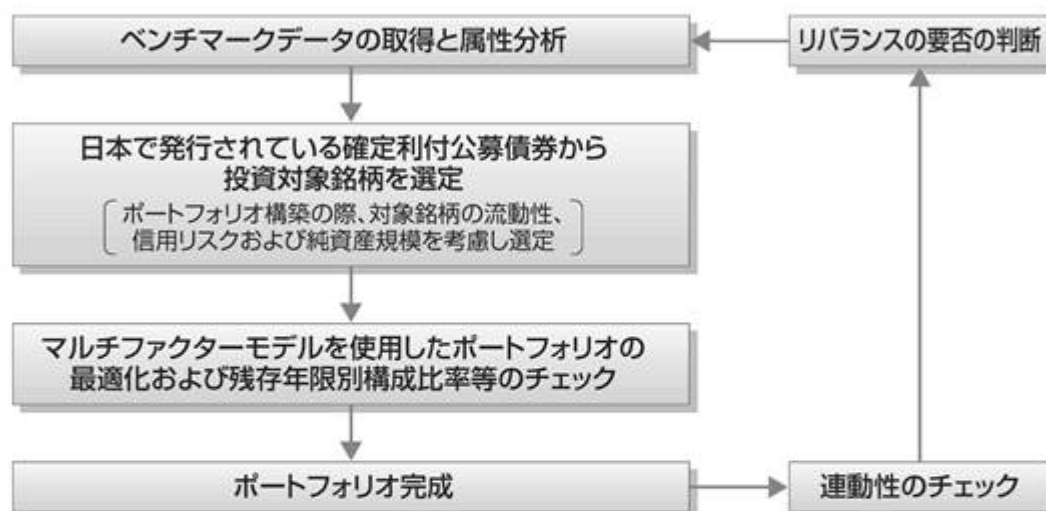 ベンチマークデータの取得と属性分析
リバランスの要否の判断
日本で発行されている確定利付公募債券から
投資対象銘柄を選定
ポートフォリオ構築の際、対象銘柄の流動性、
信用リスクおよび純資産規模を考慮し選定
マルチファクターモデルを使用したポートフォリオの
最適化および残存年限別構成比率等のチェック
ポートフォリオ完成
連動性のチェック